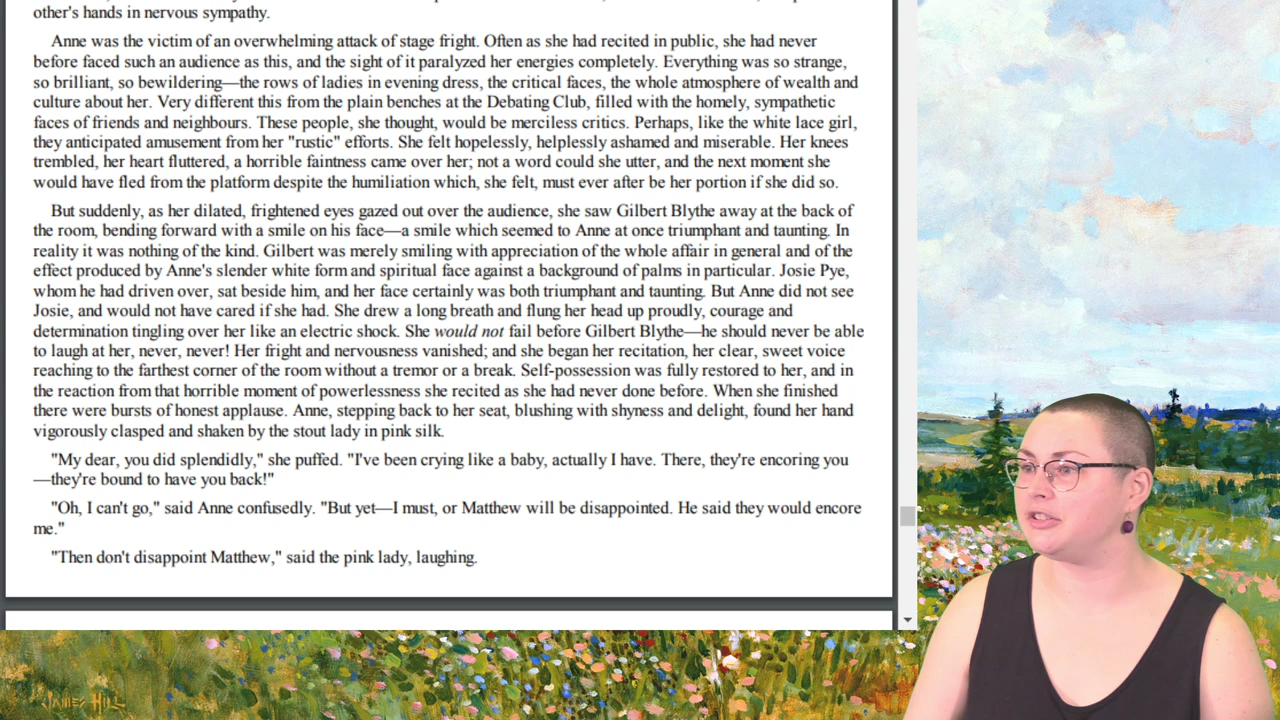 other's hands in nervous sympathy.
Anne was the victim of an overwhelming attack of stage fright. Often as she had recited in public, she had never
before faced such an audience as this, and the sight of it paralyzed her energies completely. Everything was so strange,
so brilliant, so bewildering—the rows of ladies in evening dress, the critical faces, the whole atmosphere of wealth and
culture about her. Very different this from the plain benches at the Debating Club, filled with the homely, sympathetic
faces of friends and neighbours. These people, she thought, would be merciless critics. Perhaps, like the white lace girl,
they anticipated amusement from her "rustic" efforts. She felt hopelessly, helplessly ashamed and miserable. Her knees
trembled, her heart fluttered, a horrible faintness came over her; not a word could she utter, and the next moment she
would have fled from the platform despite the humiliation which, she felt, must ever after be her portion if she did so.
But suddenly, as her dilated, frightened eyes gazed out over the audience, she saw Gilbert Blythe away at the back of
the room, bending forward with a smile on his face—a smile which seemed to Anne at once triumphant and taunting. In
reality it was nothing of the kind. Gilbert was merely smiling with appreciation of the whole affair in general and of the
effect produced by Anne's slender white form and spiritual face against a background of palms in particular. Josie Pye,
whom he had driven over, sat beside him, and her face certainly was both triumphant and taunting. But Anne did not see
Josie, and would not have cared if she had. She drew a long breath and flung her head up proudly, courage and
determination tingling over her like an electric shock. She would not fail before Gilbert Blythe—he should never be able
to laugh at her, never, never! Her fright and nervousness vanished; and she began her recitation, her clear, sweet voice
reaching to the farthest corner of the room without a tremor or a break. Self-possession was fully restored to her, and in
the reaction from that horrible moment of powerlessness she recited as she had never done before. When she finished
there were bursts of honest applause. Anne, stepping back to her seat, blushing with shyness and delight, found her hand
vigorously clasped and shaken by the stout lady in pink silk.
"My dear, you did splendidly," she puffed. "I've been crying like a baby, actually I have. There, they're encoring you
—they're bound to have you back!"
"Oh, I can't go," said Anne confusedly. "But yet—I must, or Matthew will be disappointed. He said they would encore
me."
"Then don't disappoint Matthew," said the pink lady, laughing.
JAMES HILL